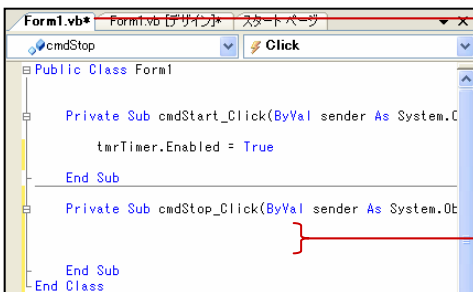 Form1.vb* Form1.vb [デザイン]* スタート ページ
cmdStop Click
Public Class Form1
Private Sub cmdStart_Click(ByVal sender As System.O
tmrTimer.Enabled = True
End Sub
Private Sub cmdStop_Click(ByVal sender As System.Ob
End Sub
End Class